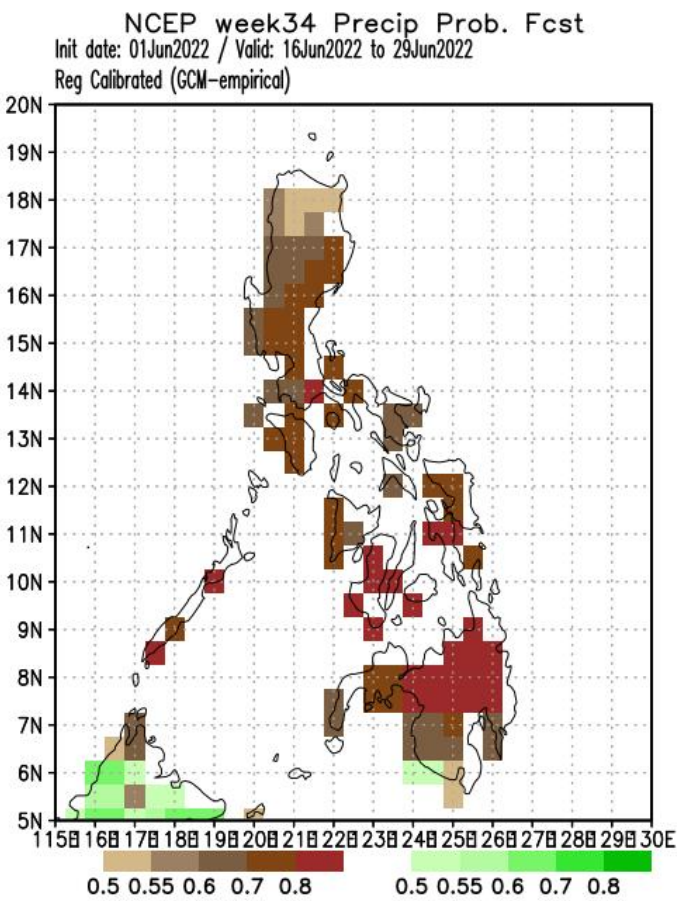 NCEP week34 Precip Prob. Fcst
Init date: 01Jun2022 / Valid: 16Jun2022 to 29Jun2022
Reg Calibrated (GCM-empirical)
20N
19N
18N
17N
16N
15N
14N
13N
12N
11N
10N
9N
8N
7N
6N
5N
115E 116E 117E 118E 119E 120E 121E 122E 123E 124E 125E 126E 127E 128E 129E 130E
0.5 0.55 0.6 0.7 0.8 0.5 0.55 0.6 0.7 0.8